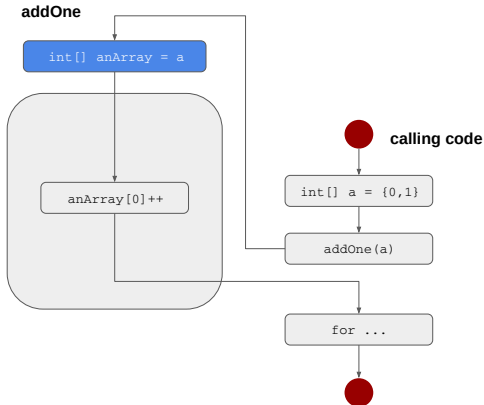 addOne
int[] anArray = a
calling code
int[] a = {0,1}
anArray[0]++
addOne(a)
for ...